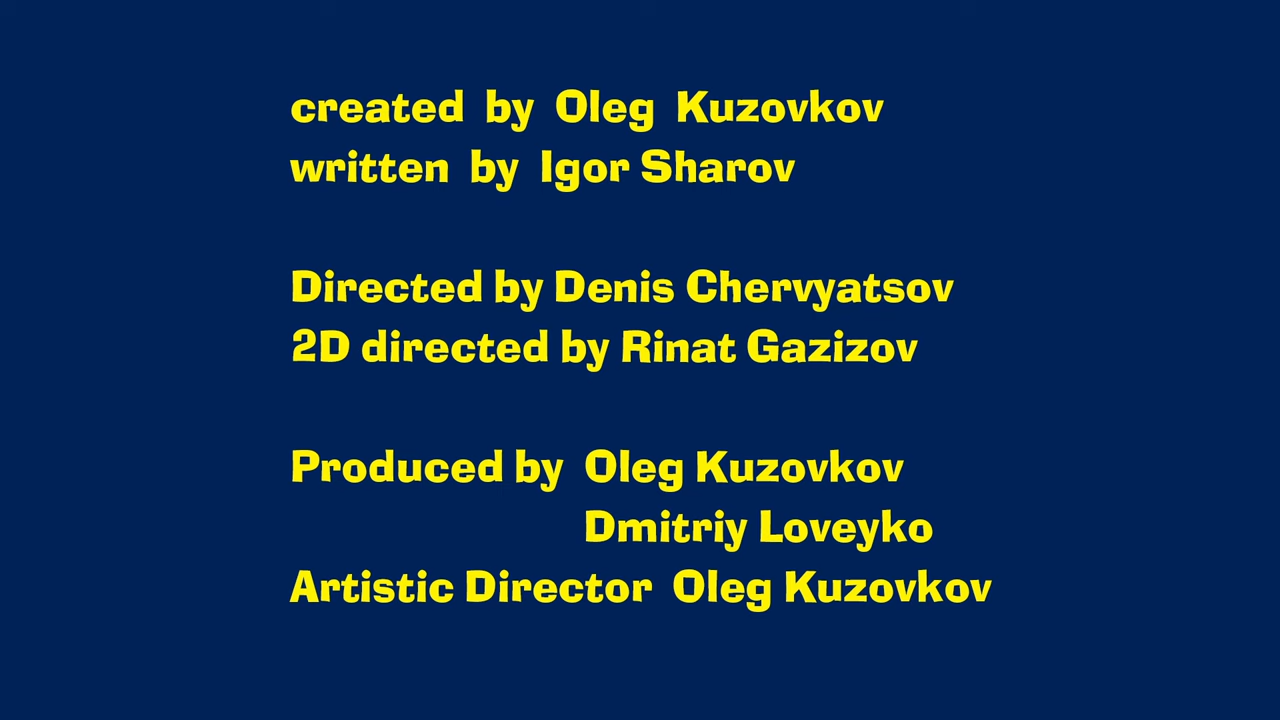 created by Oleg Kuzovkov
written by Igor Sharov
Directed by Denis Chervyatsov
2D directed by Rinat Gazizov
Produced by Oleg Kuzovkov
Dmitriy Loveyko
Artistic Director Oleg Kuzovkov